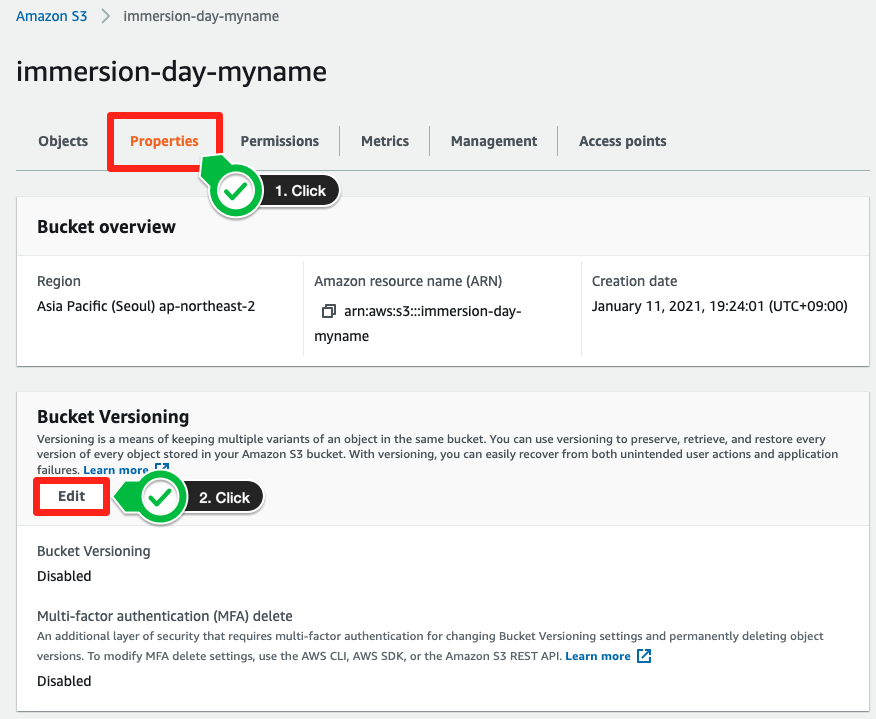 Amazon S3 > immersion-day-myname
immersion-day-myname
Objects Properties Permissions Metrics Management Access points
1. Click
Bucket overview
Region Amazon resource name (ARN) Creation date
Asia Pacific (Seoul) ap-northeast-2 arn:aws:s3:::immersion-day- January 11, 2021, 19:24:01 (UTC+09:00)
myname
Bucket Versioning
Versioning is a means of keeping multiple variants of an object in the same bucket. You can use versioning to preserve, retrieve, and restore every
version of every object stored in your Amazon S3 bucket. With versioning, you can easily recover from both unintended user actions and application
failures. Learn more
Edit 2. Click
Bucket Versioning
Disabled
Multi-factor authentication (MFA) delete
An additional layer of security that requires multi-factor authentication for changing Bucket Versioning settings and permanently deleting object
versions. To modify MFA delete settings, use the AWS CLI, AWS SDK, or the Amazon S3 REST API. Learn more
Disabled